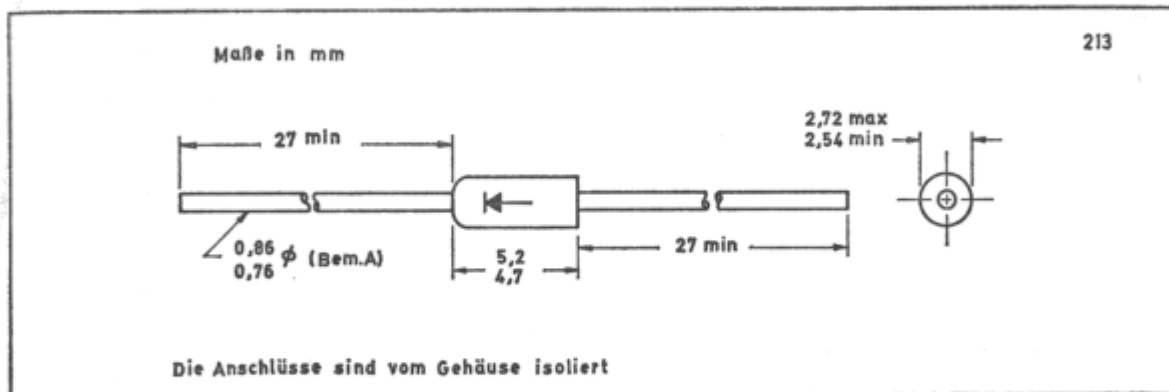 Maße in mm
213
27 min
2,72 max
2,54 min
0,86
0,76 ϕ (Bem.A)
5,2
4,7
27 min
Die Anschlüsse sind vom Gehäuse isoliert